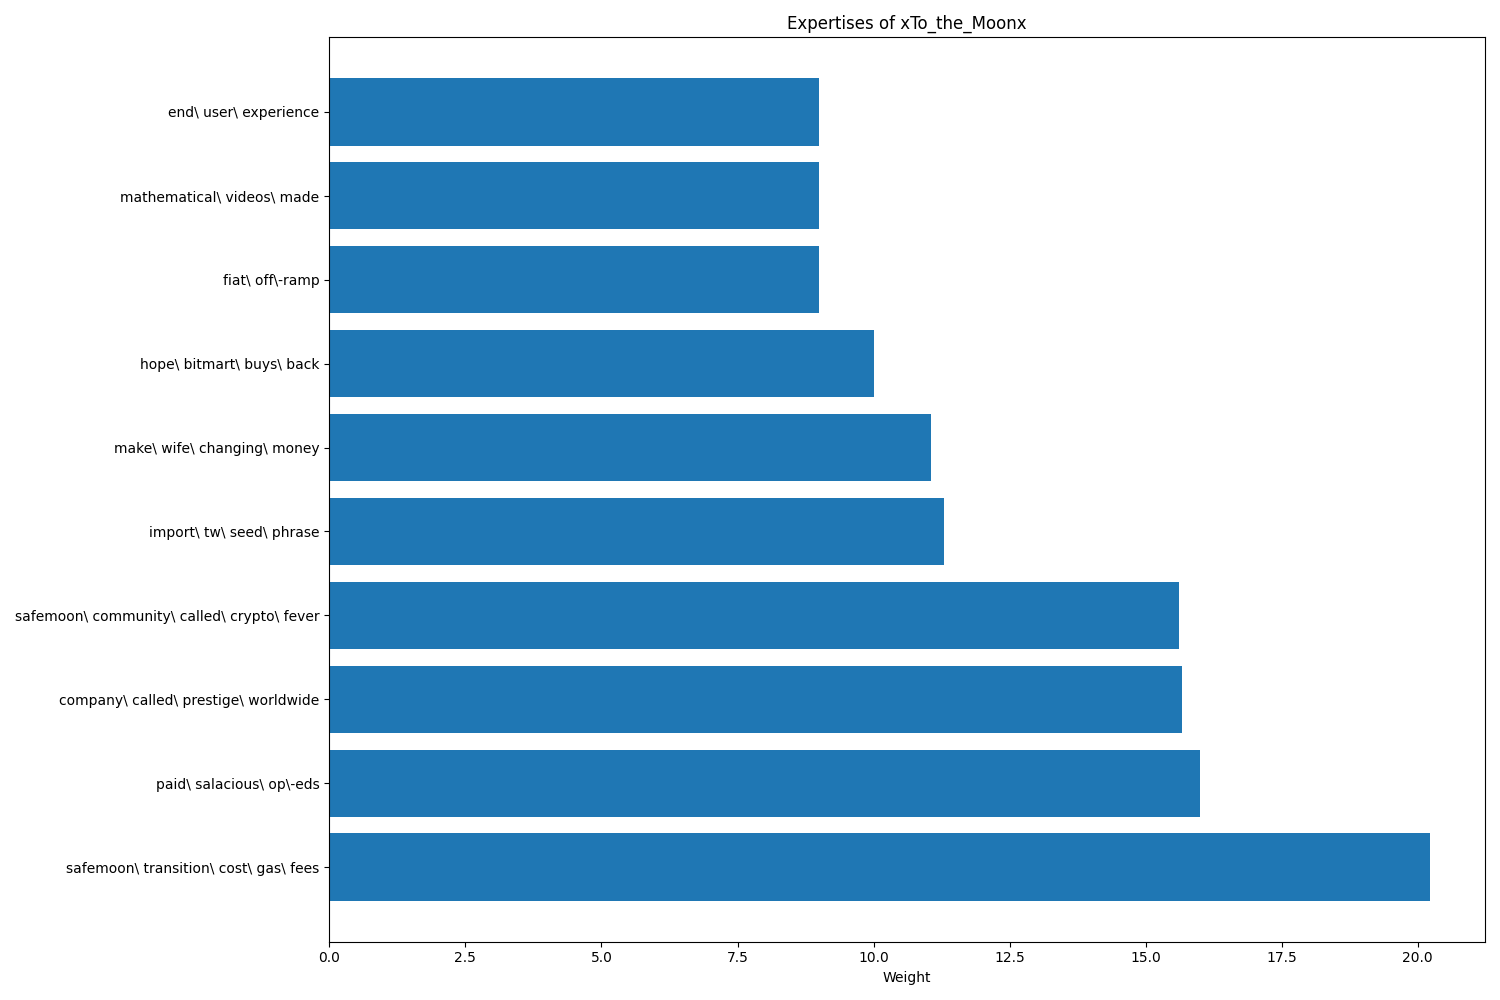 Expertises of xTo_the_Moonx
end\ user\ experience
mathematical\ videos\ made
fiat\ off\-ramp
hope\ bitmart\ buys\ back
make\ wife\ changing\ money
import\ tw\ seed\ phrase
safemoon\ community\ called\ crypto\ fever
company\ called\ prestige\ worldwide
paid\ salacious\ op\-eds
safemoon\ transition\ cost\ gas\ fees
0.0 2.5 5.0 7.5 10.0 12.5 15.0 17.5 20.0
Weight